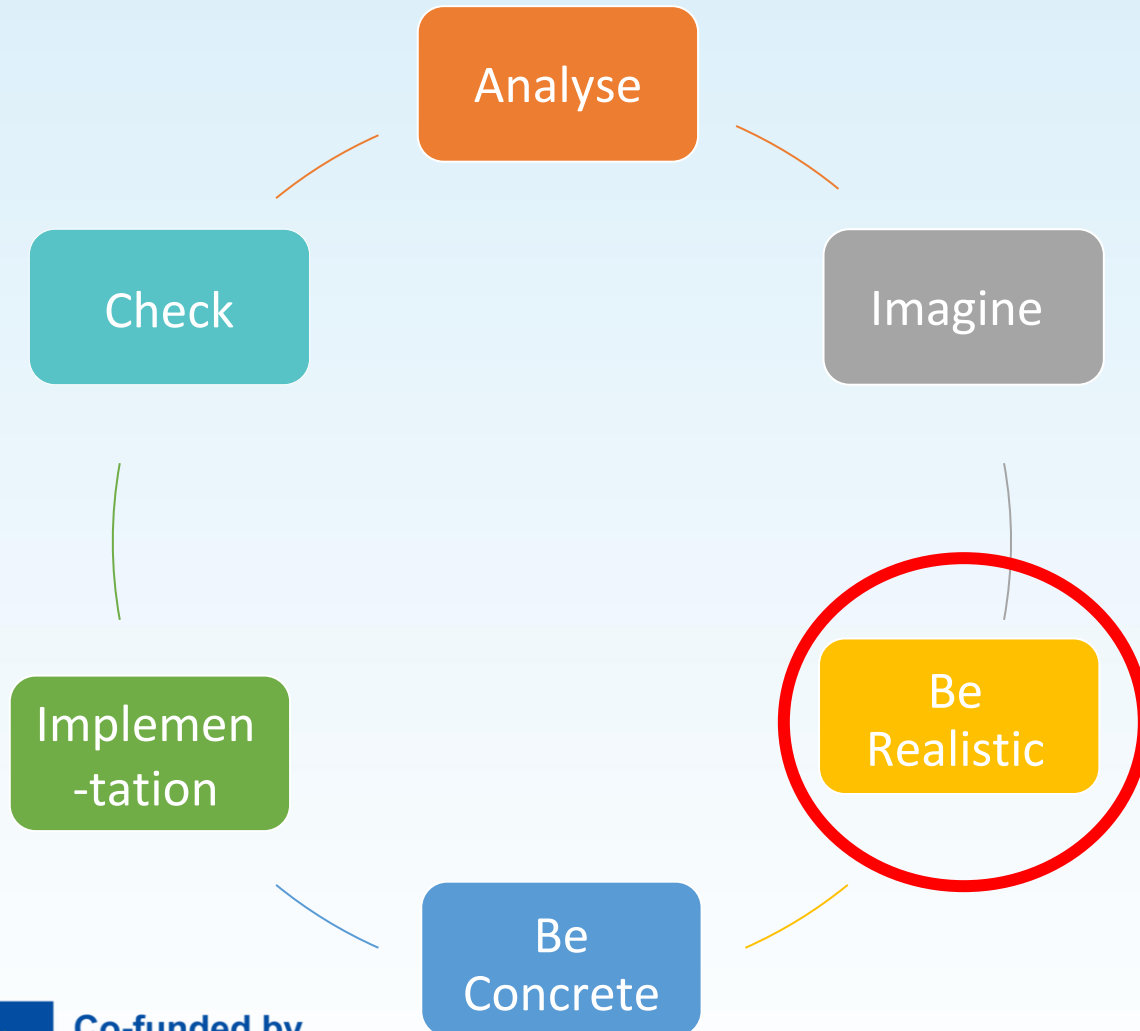 Analyse
Imagine
Be
Realistic
Be
Concrete
Implemen
-tation
Check
Co-funded by